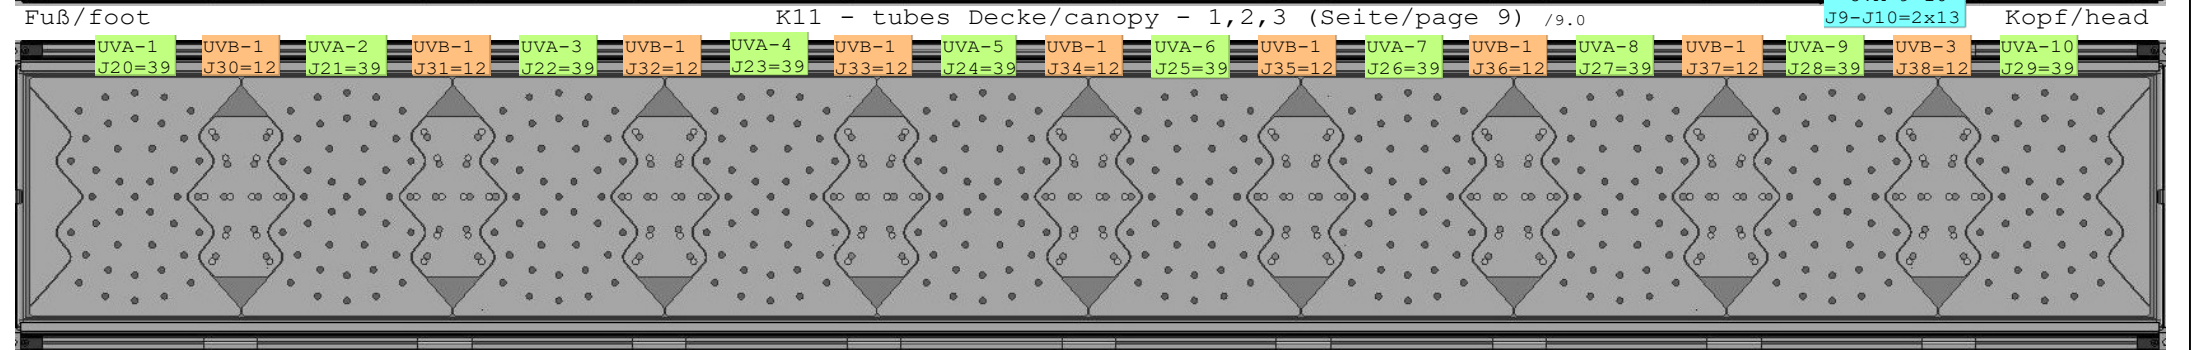 Fuß/foot
K11 - tubes Decke/canopy - 1,2,3 (Seite/page 9) /9.0
J9-J10=2x13
Kopf/head
UVA-1 UVB-1 UVA-2 UVB-1 UVA-3 UVB-1 UVA-4 UVB-1 UVA-5 UVB-1 UVA-6 UVB-1 UVA-7 UVB-1 UVA-8 UVB-1 UVA-9 UVB-3 UVA-10
J20=39 J30=12 J21=39 J31=12 J22=39 J32=12 J23=39 J33=12 J24=39 J34=12 J25=39 J35=12 J26=39 J36=12 J27=39 J37=12 J28=39 J38=12 J29=39